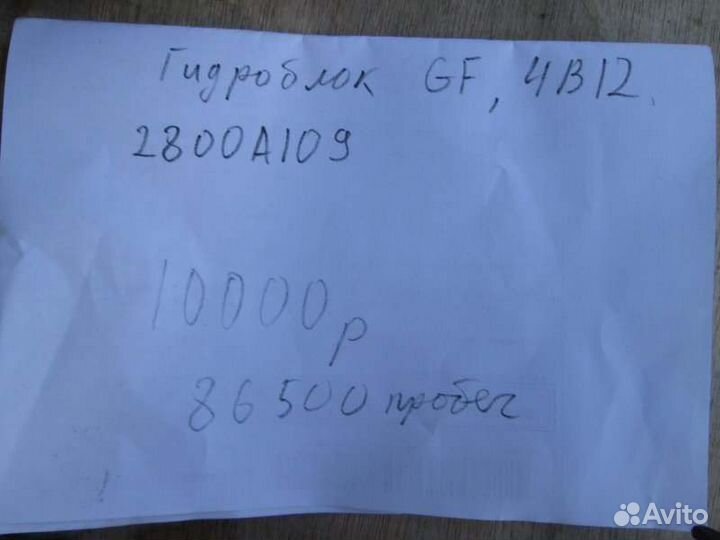 Гидроблок GF, 4B12.
2800A109
10000р
86500 пробег
Avito